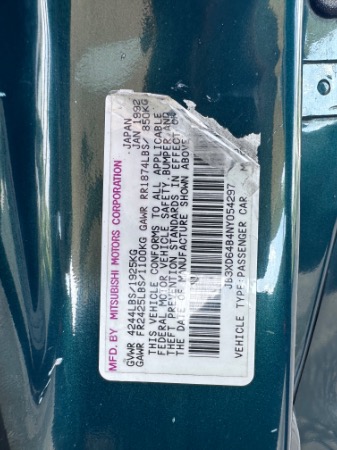 MFD. BY MITSUBISHI MOTORS CORPORATION JAPAN
GVWR 4244LBS/1925KG JAN 1992
GAWR FR2425LBS/1100KG GAWR RR1874LBS/ 850KG
THIS VEHICLE CONFORMS TO ALL APPLICABLE
FEDERAL MOTOR VEHICLE SAFETY BUMPER,AND
THEFT PREVENTION STANDARDS IN EFFECT ON
THE DATE OF MANUFACTURE SHOWN ABOVE
JB3XD64B4NY054297
VEHICLE TYPE:PASSENGER CAR M